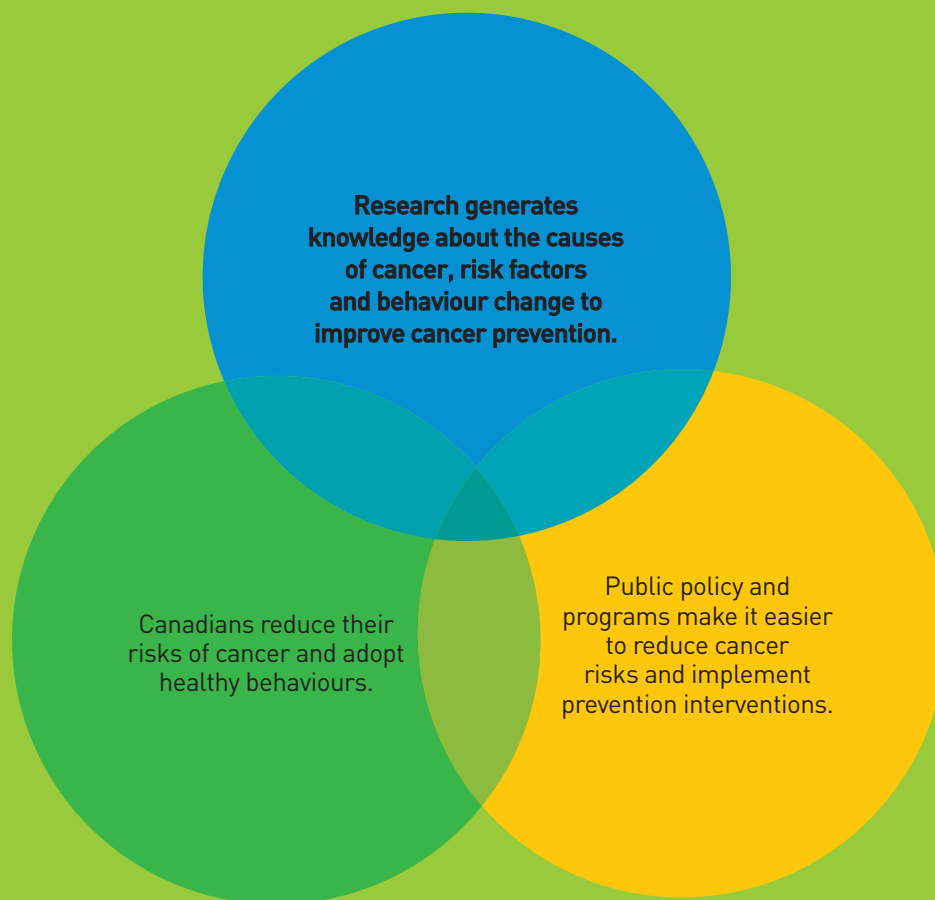 Research generates
knowledge about the causes
of cancer, risk factors
and behaviour change to
improve cancer prevention.
Canadians reduce their
risks of cancer and adopt
healthy behaviours.
Public policy and
programs make it easier
to reduce cancer
risks and implement
prevention interventions.